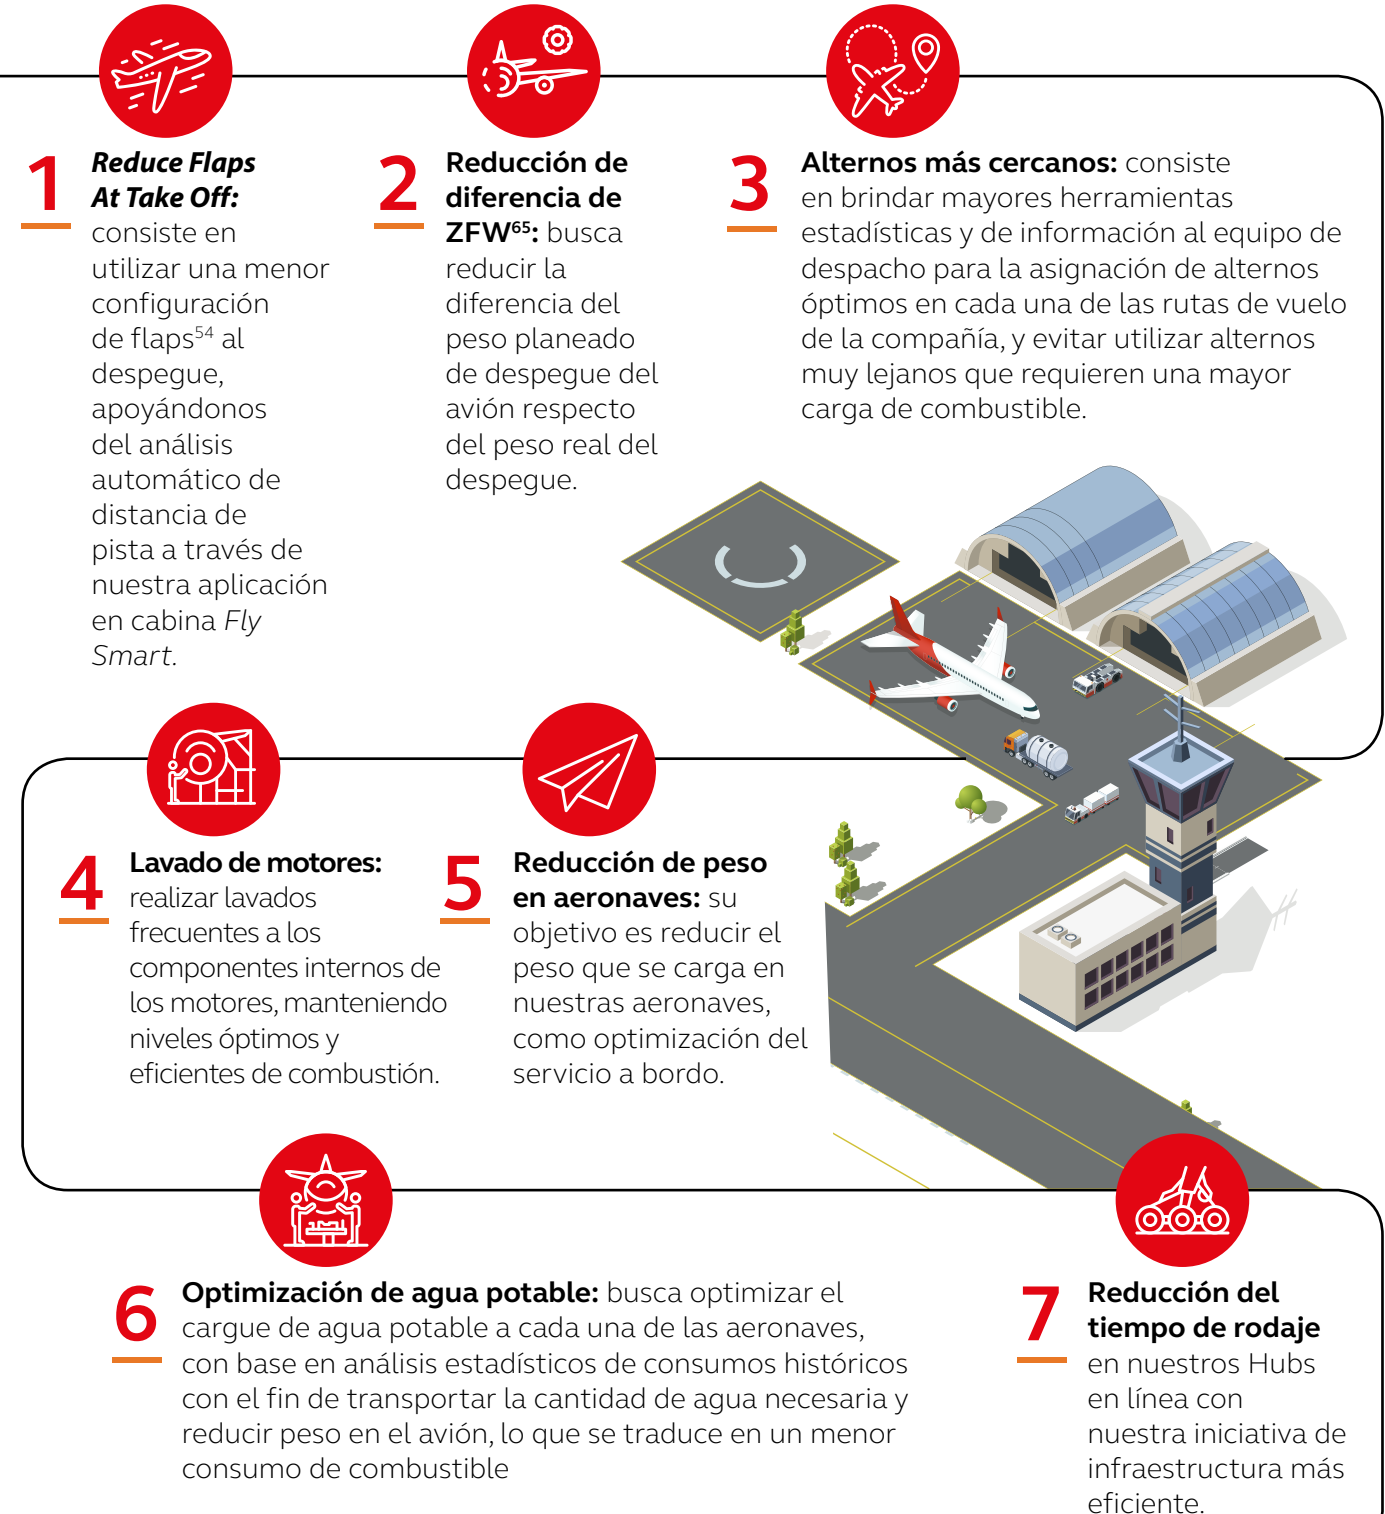 1
Reduce Flaps
At Take Off:
consiste en
utilizar una menor
configuración
de flaps⁵⁴ al
despegue,
apoyándonos
del análisis
automático de
distancia de
pista a través de
nuestra aplicación
en cabina Fly
Smart.
2
Reducción de
diferencia de
ZFW⁶⁵: busca
reducir la
diferencia del
peso planeado
de despegue del
avión respecto
del peso real del
despegue.
3
Alternos más cercanos: consiste
en brindar mayores herramientas
estadísticas y de información al equipo de
despacho para la asignación de alternos
óptimos en cada una de las rutas de vuelo
de la compañía, y evitar utilizar alternos
muy lejanos que requieren una mayor
carga de combustible.
4
Lavado de motores:
realizar lavados
frecuentes a los
componentes internos de
los motores, manteniendo
niveles óptimos y
eficientes de combustión.
5
Reducción de peso
en aeronaves: su
objetivo es reducir el
peso que se carga en
nuestras aeronaves,
como optimización del
servicio a bordo.
6
Optimización de agua potable: busca optimizar el
cargue de agua potable a cada una de las aeronaves,
con base en análisis estadísticos de consumos históricos
con el fin de transportar la cantidad de agua necesaria y
reducir peso en el avión, lo que se traduce en un menor
consumo de combustible
7
Reducción del
tiempo de rodaje
en nuestros Hubs
en línea con
nuestra iniciativa de
infraestructura más
eficiente.